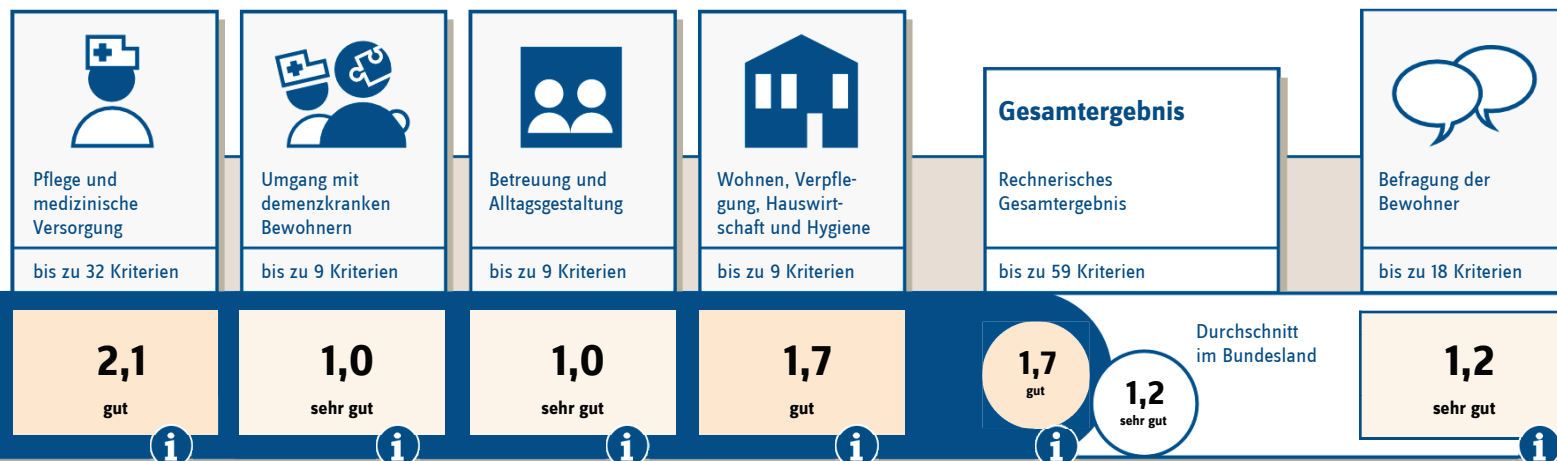 Pflege und
medizinische
Versorgung
bis zu 32 Kriterien
2,1
gut
Umgang mit
demenzkranken
Bewohnern
bis zu 9 Kriterien
1,0
sehr gut
Betreuung und
Alltagsgestaltung
bis zu 9 Kriterien
1,0
sehr gut
Wohnen, Verpfle-
gung, Hauswirt-
schaft und Hygiene
bis zu 9 Kriterien
1,7
gut
Gesamtergebnis
Rechnerisches
Gesamtergebnis
bis zu 59 Kriterien
1,7
gut
Durchschnitt
im Bundesland
1,2
sehr gut
Befragung der
Bewohner
bis zu 18 Kriterien
1,2
sehr gut